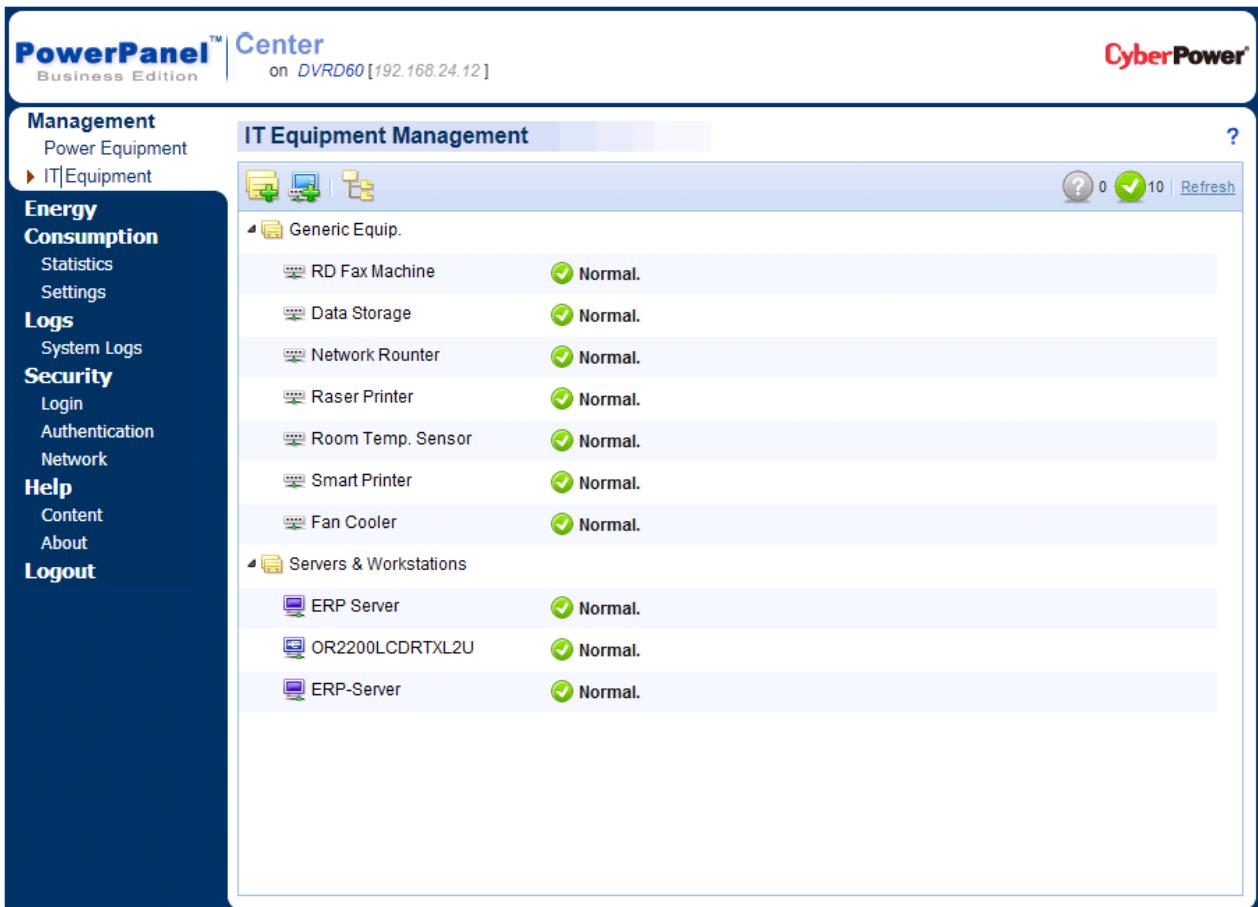 PowerPanel™ Center
Business Edition
on DVRD60 [192.168.24.12 ]
CyberPower®
Management
Power Equipment
IT Equipment
Energy
Consumption
Statistics
Settings
Logs
System Logs
Security
Login
Authentication
Network
Help
Content
About
Logout
IT Equipment Management ?
? 0 10 Refresh
Generic Equip.
RD Fax Machine Normal.
Data Storage Normal.
Network Rounter Normal.
Raser Printer Normal.
Room Temp. Sensor Normal.
Smart Printer Normal.
Fan Cooler Normal.
Servers & Workstations
ERP Server Normal.
OR2200LCDRTXL2U Normal.
ERP-Server Normal.